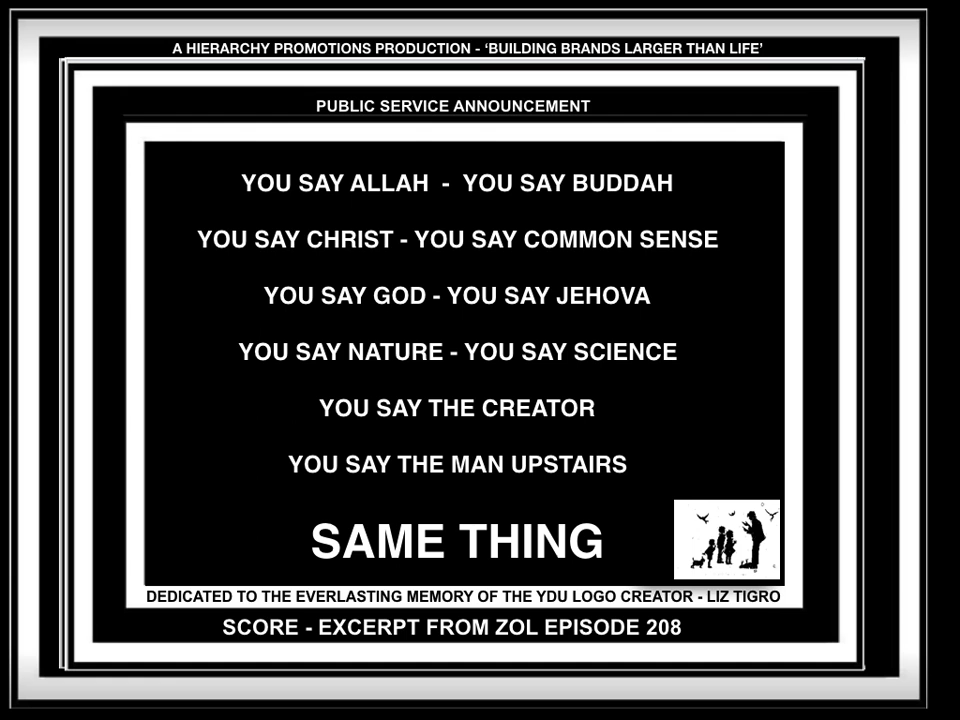 A HIERARCHY PROMOTIONS PRODUCTION - ‘BUILDING BRANDS LARGER THAN LIFE’
PUBLIC SERVICE ANNOUNCEMENT
YOU SAY ALLAH - YOU SAY BUDDAH
YOU SAY CHRIST - YOU SAY COMMON SENSE
YOU SAY GOD - YOU SAY JEHOVA
YOU SAY NATURE - YOU SAY SCIENCE
YOU SAY THE CREATOR
YOU SAY THE MAN UPSTAIRS
SAME THING
DEDICATED TO THE EVERLASTING MEMORY OF THE YDU LOGO CREATOR - LIZ TIGRO
SCORE - EXCERPT FROM ZOL EPISODE 208